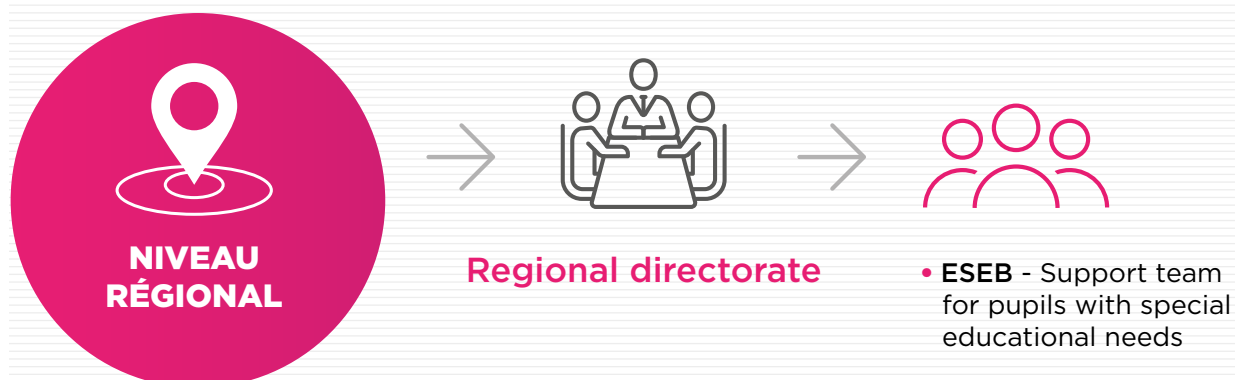 NIVEAU
RÉGIONAL
Regional directorate
• ESEB - Support team
for pupils with special
educational needs